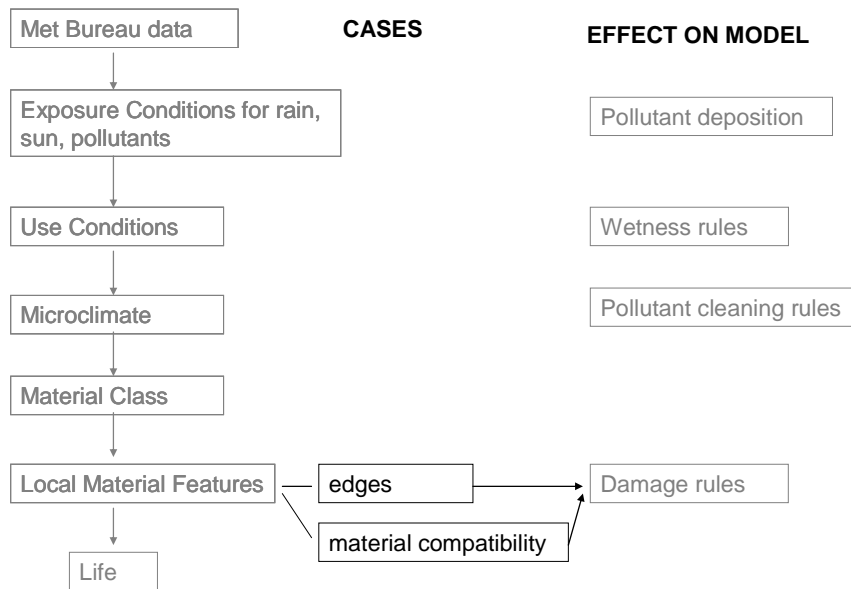 Met Bureau data
CASES
EFFECT ON MODEL
Exposure Conditions for rain,
sun, pollutants
Pollutant deposition
Use Conditions
Wetness rules
Microclimate
Pollutant cleaning rules
Material Class
Local Material Features
edges
Damage rules
material compatibility
Life